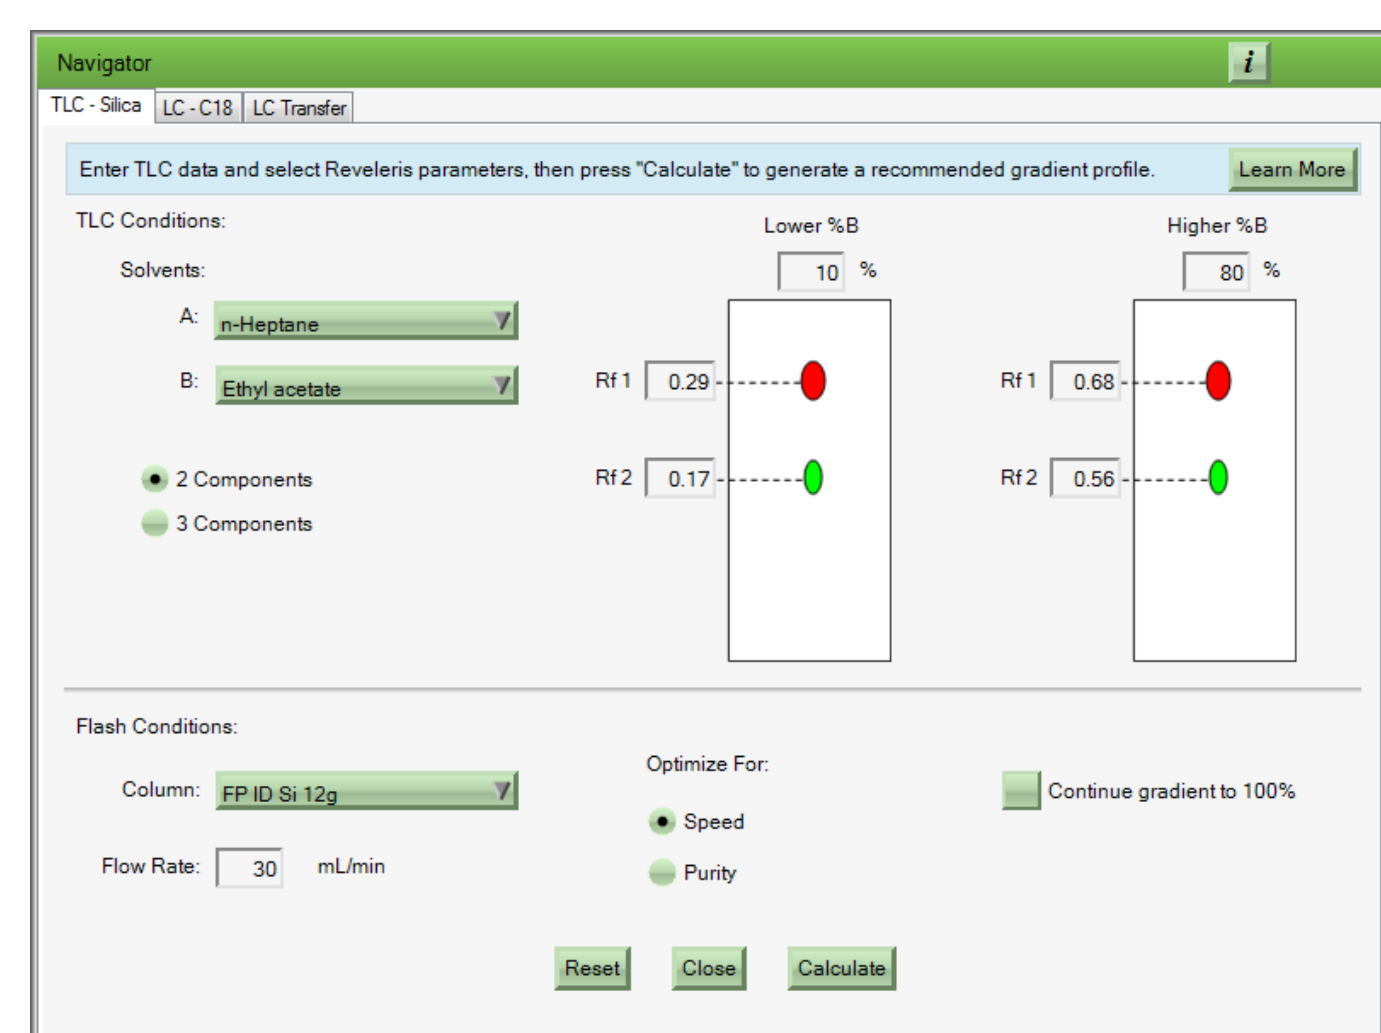 Navigator
i
TLC - Silica LC - C18 LC Transfer
Enter TLC data and select Reveleris parameters, then press "Calculate" to generate a recommended gradient profile. Learn More
TLC Conditions:
Lower %B Higher %B
Solvents: 10 % 80 %
A: n-Heptane
B: Ethyl acetate Rf 1 0.29 Rf 1 0.68
2 Components Rf 2 0.17 Rf 2 0.56
3 Components
Flash Conditions:
Optimize For:
Column: FP ID Si 12g Continue gradient to 100%
Speed
Flow Rate: 30 mL/min Purity
Reset Close Calculate